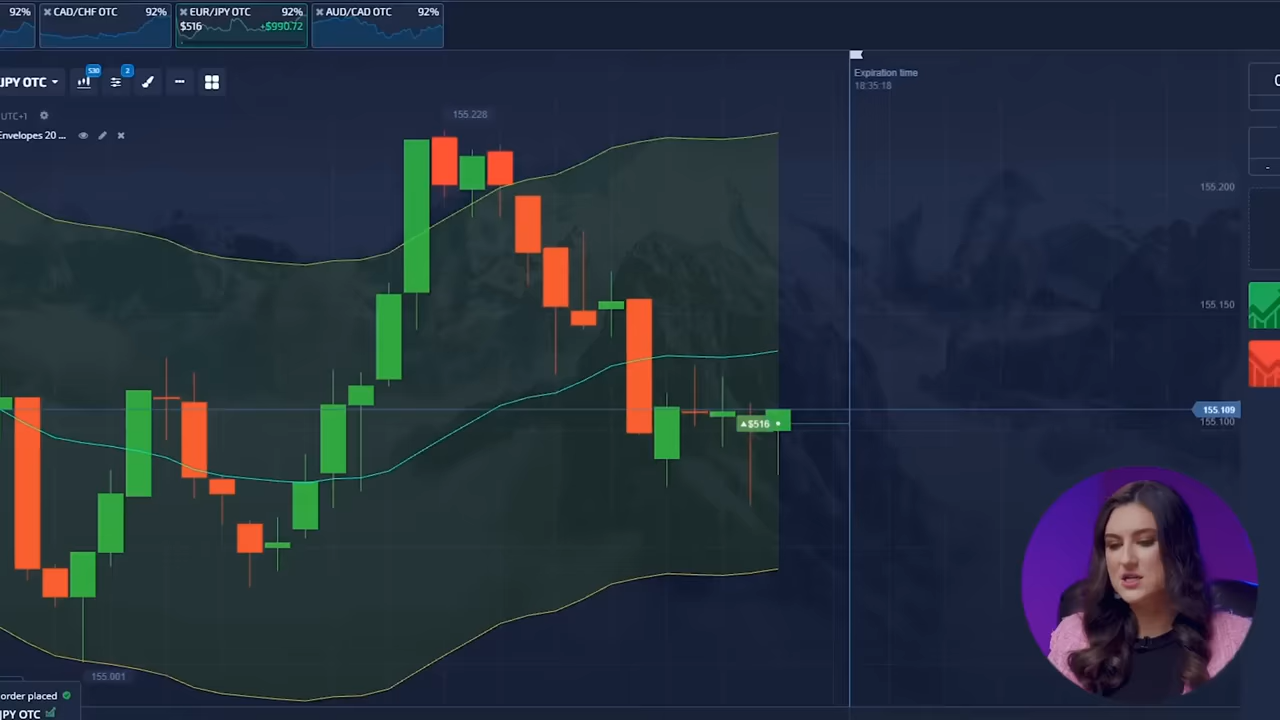 92%
CAD/CHF OTC 92%
EUR/JPY OTC 92%
$516 +$990.72
AUD/CAD OTC 92%
JPY OTC
530
2
Expiration time
18:35:18
UTC+1
Envelopes 20 ...
155.228
155.200
155.150
155.109
155.100
$516
155.001
order placed
JPY OTC